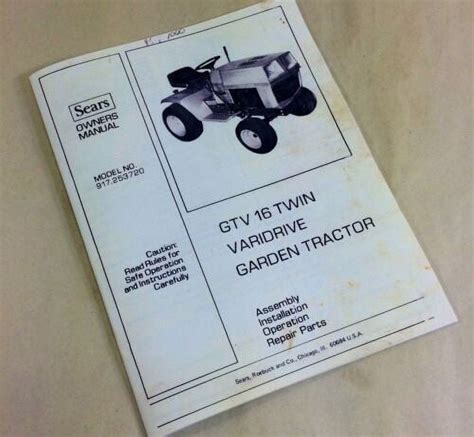 Sears
OWNERS
MANUAL
MODEL NO.
917.253720
Caution:
Read Rules for
Safe Operation
and Instructions
Carefully
GTV 16 TWIN
VARIDRIVE
GARDEN TRACTOR
Assembly
Installation
Operation
Repair Parts
Sears, Roebuck and Co., Chicago, Ill. 60684 U.S.A.